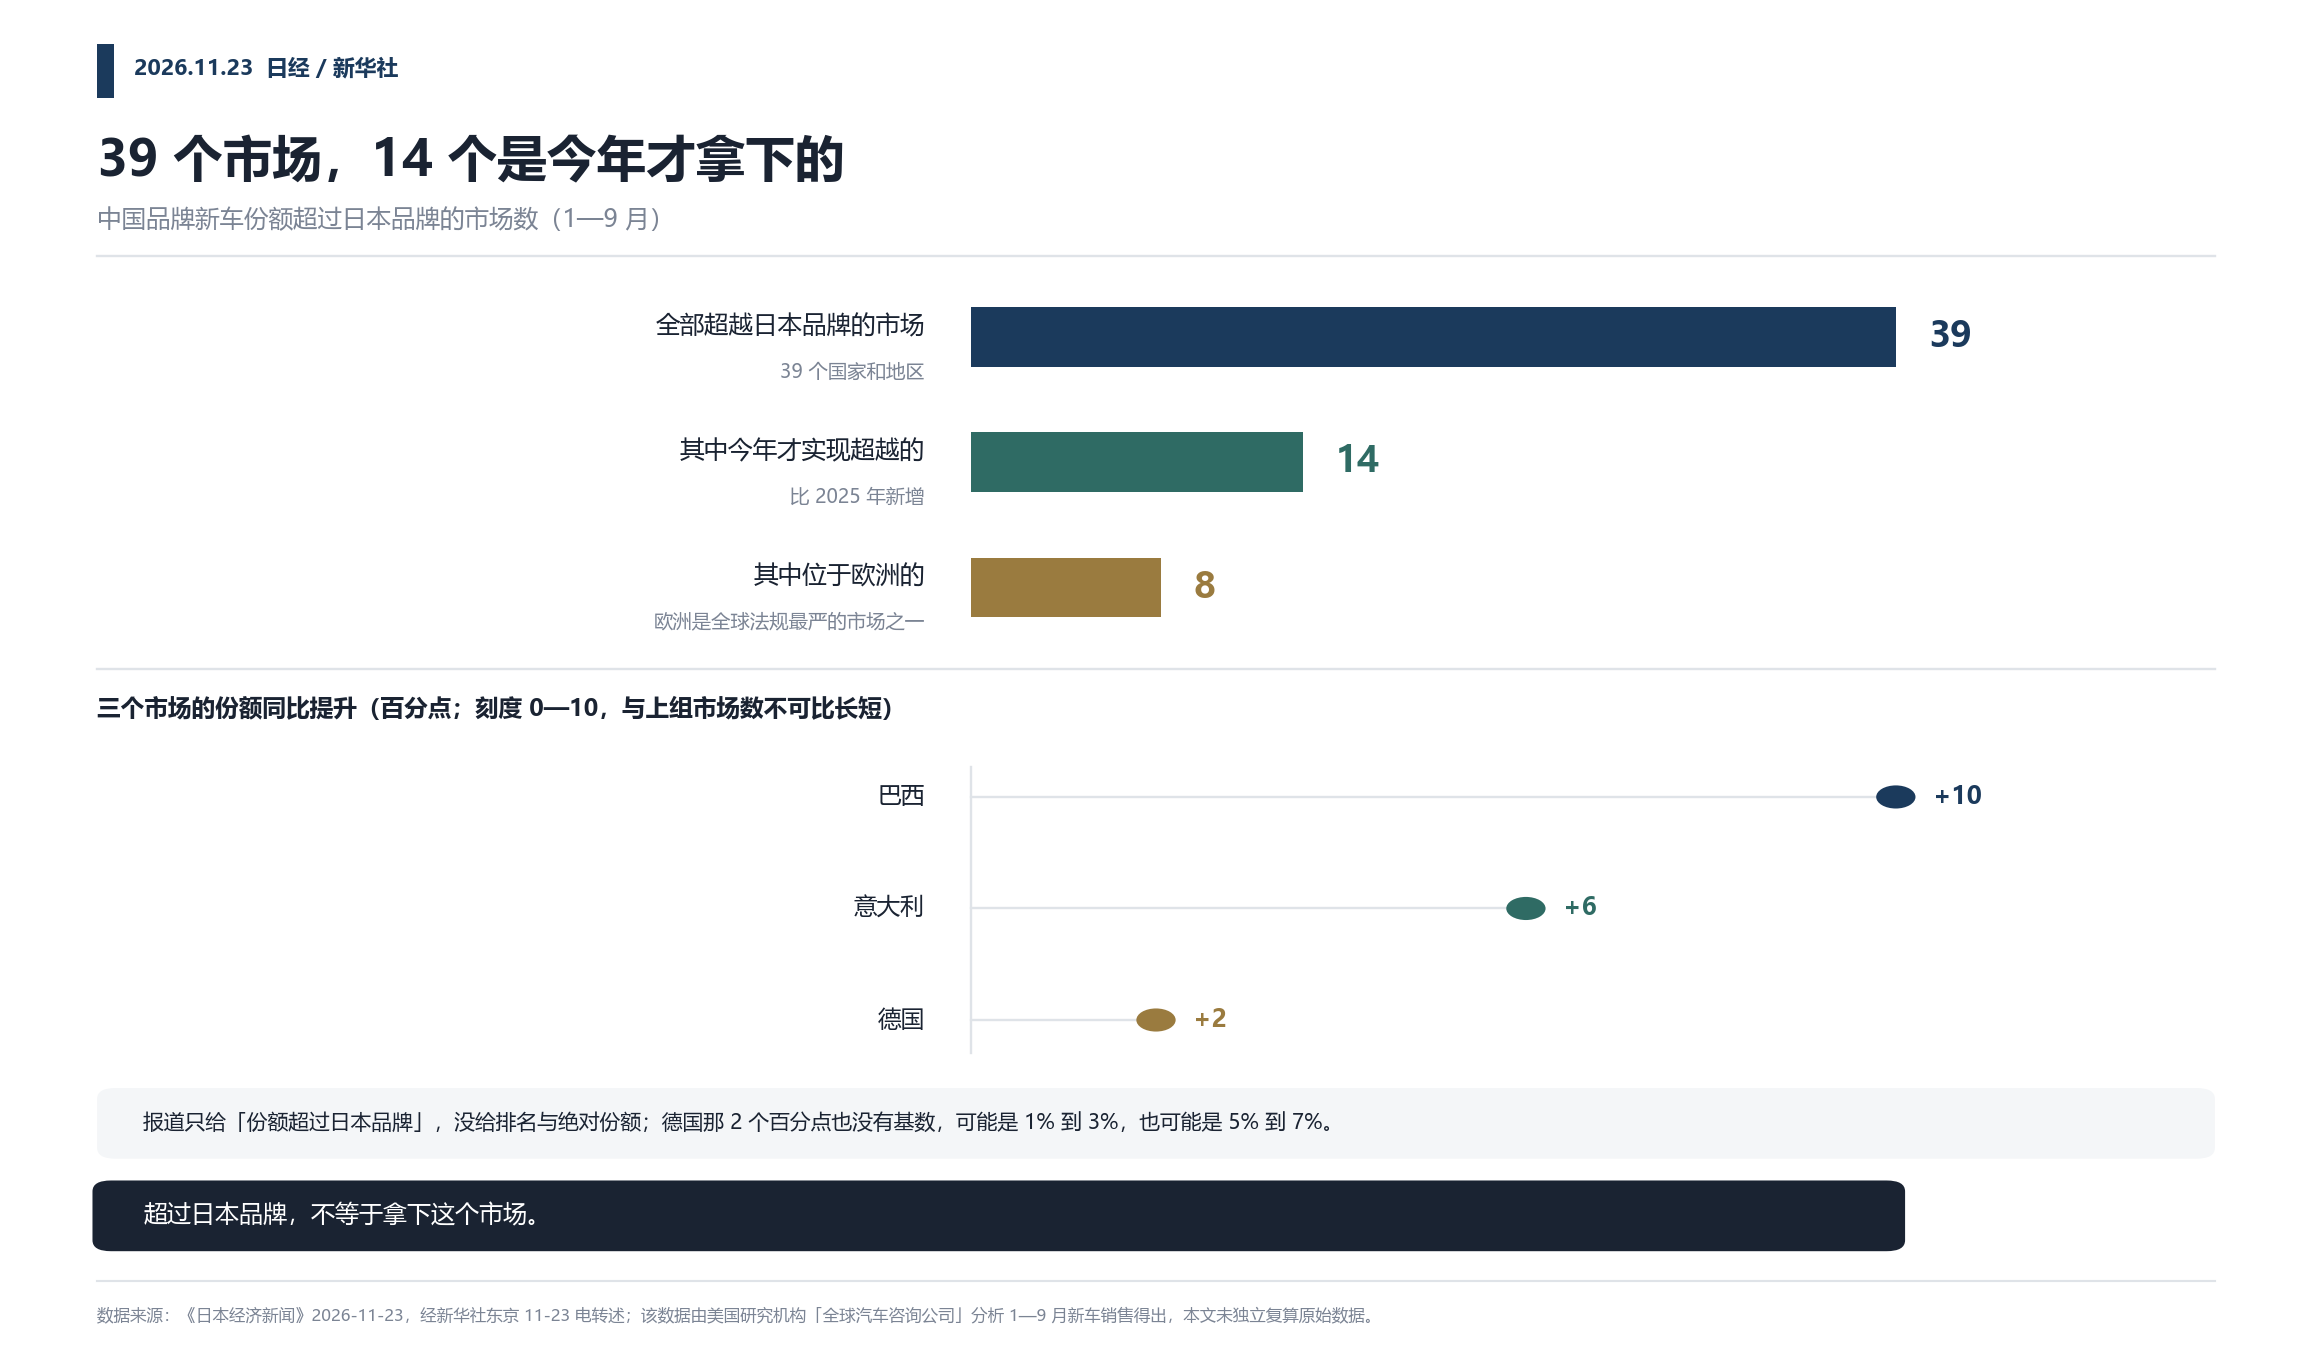 2026.11.23 日经 / 新华社
39 个市场，14 个是今年才拿下的
中国品牌新车份额超过日本品牌的市场数（1—9 月）
全部超越日本品牌的市场
39 个国家和地区
39
其中今年才实现超越的
比 2025 年新增
14
其中位于欧洲的
欧洲是全球法规最严的市场之一
8
三个市场的份额同比提升（百分点；刻度 0—10，与上组市场数不可比长短）
巴西
+10
意大利
+6
德国
+2
报道只给「份额超过日本品牌」，没给排名与绝对份额；德国那 2 个百分点也没有基数，可能是 1% 到 3%，也可能是 5% 到 7%。
超过日本品牌，不等于拿下这个市场。
数据来源：《日本经济新闻》2026-11-23，经新华社东京 11-23 电转述；该数据由美国研究机构「全球汽车咨询公司」分析 1—9 月新车销售得出，本文未独立复算原始数据。